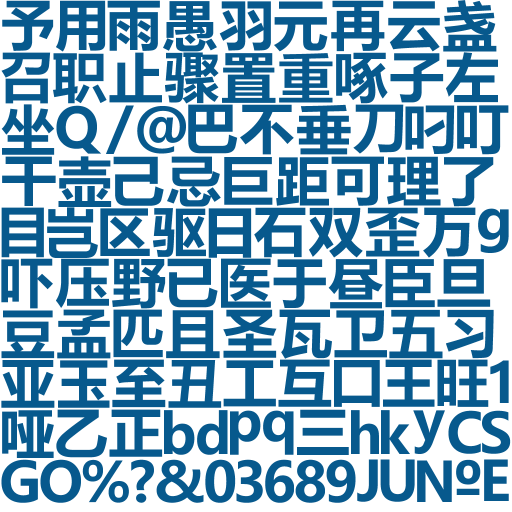 予用雨愚羽元再云盏
召职止骤置重啄子左
坐Q/@巴不垂刀叼叮
干壶己忌巨距可理了
自岂区驱日石双歪万g
吓压野已医于昼臣旦
豆孟匹且圣瓦卫五习
亚玉至丑工互口主旺1
哑乙正bdpq三hkyCS
GO%?&03689JUNºE